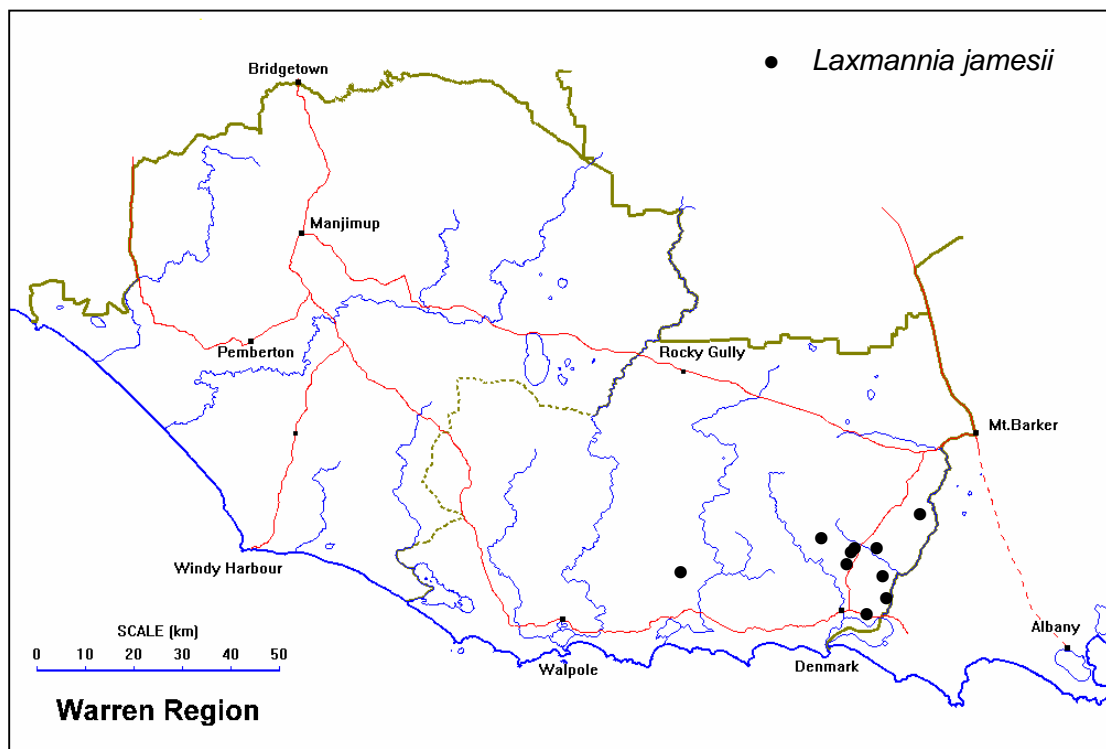 Laxmannia jamesii
Bridgetown
Manjimup
Pemberton
Rocky Gully
Mt.Barker
Windy Harbour
SCALE (km)
0 10 20 30 40 50
Albany
Walpole
Denmark
Warren Region